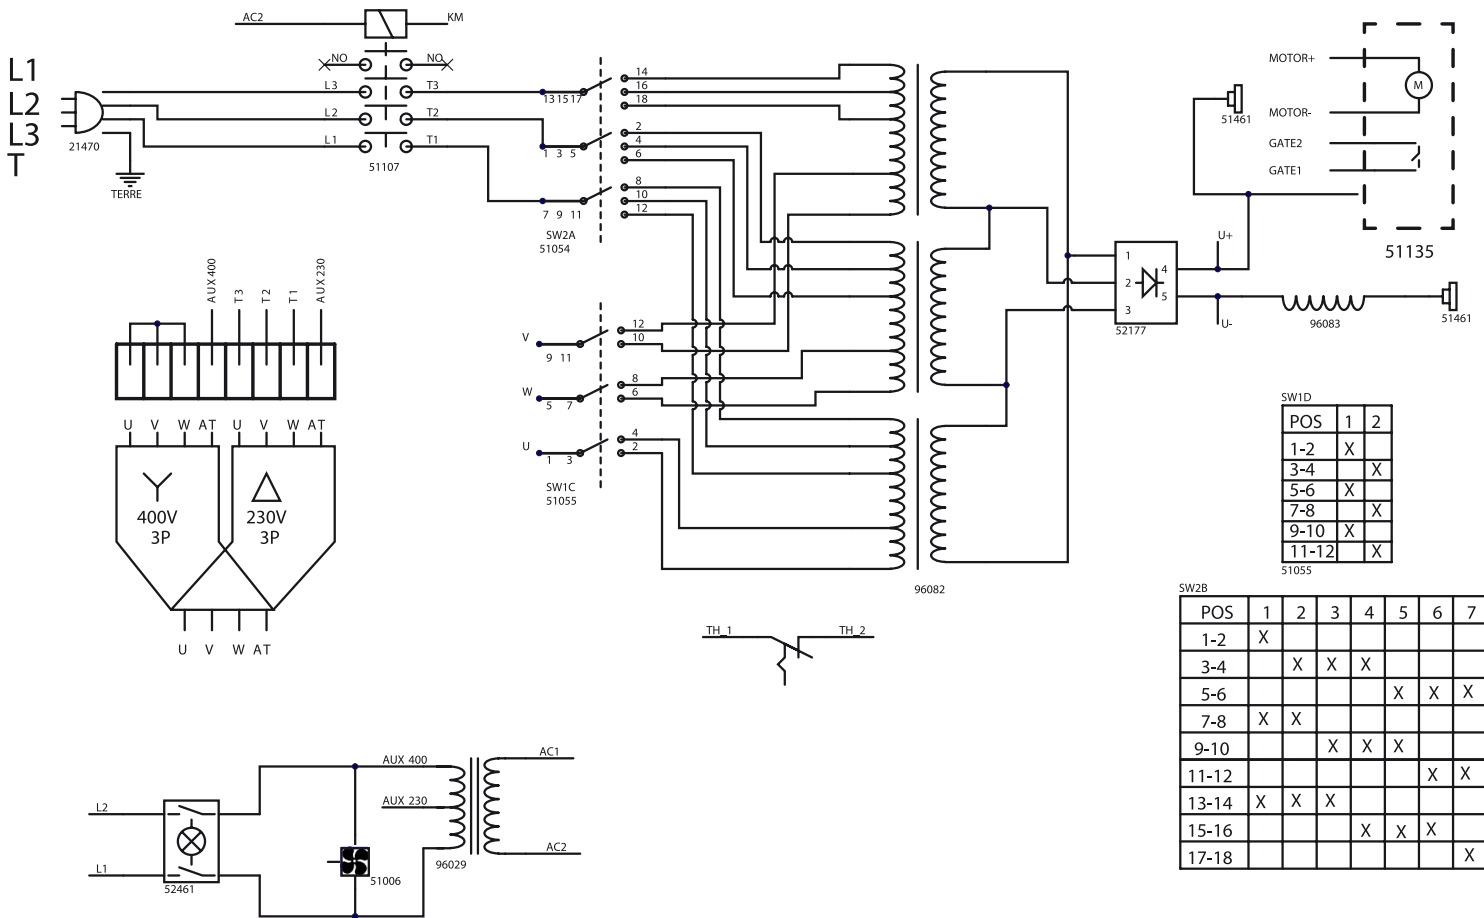 AC2 KM
NO NO
L1
L2
L3
T
L3 T3
L2 T2
L1 T1
21470
TERRE
51107
13 15 17
14
16
18
1 3 5
2
4
6
7 9 11
8
10
12
SW2A
51054
V
9 11
12
10
W
5 7
8
6
U
1 3
4
2
SW1C
51055
96082
1
2
3
4
5
52177
U+
U-
96083
51461
51461
MOTOR+
M
MOTOR-
GATE2
GATE1
51135
AUX 400
T3
T2
T1
AUX 230
U V W AT U V W AT
400V
3P
230V
3P
U V W AT
TH_1 TH_2
SW1D
POS 1 2
1-2 X
3-4 X
5-6 X
7-8 X
9-10 X
11-12 X
51055
SW2B
POS 1 2 3 4 5 6 7
1-2 X
3-4 X X X
5-6 X X X
7-8 X X
9-10 X X X
11-12 X X
13-14 X X X
15-16 X X X
17-18 X
L2
L1
52461
51006
AUX 400
AUX 230
96029
AC1
AC2